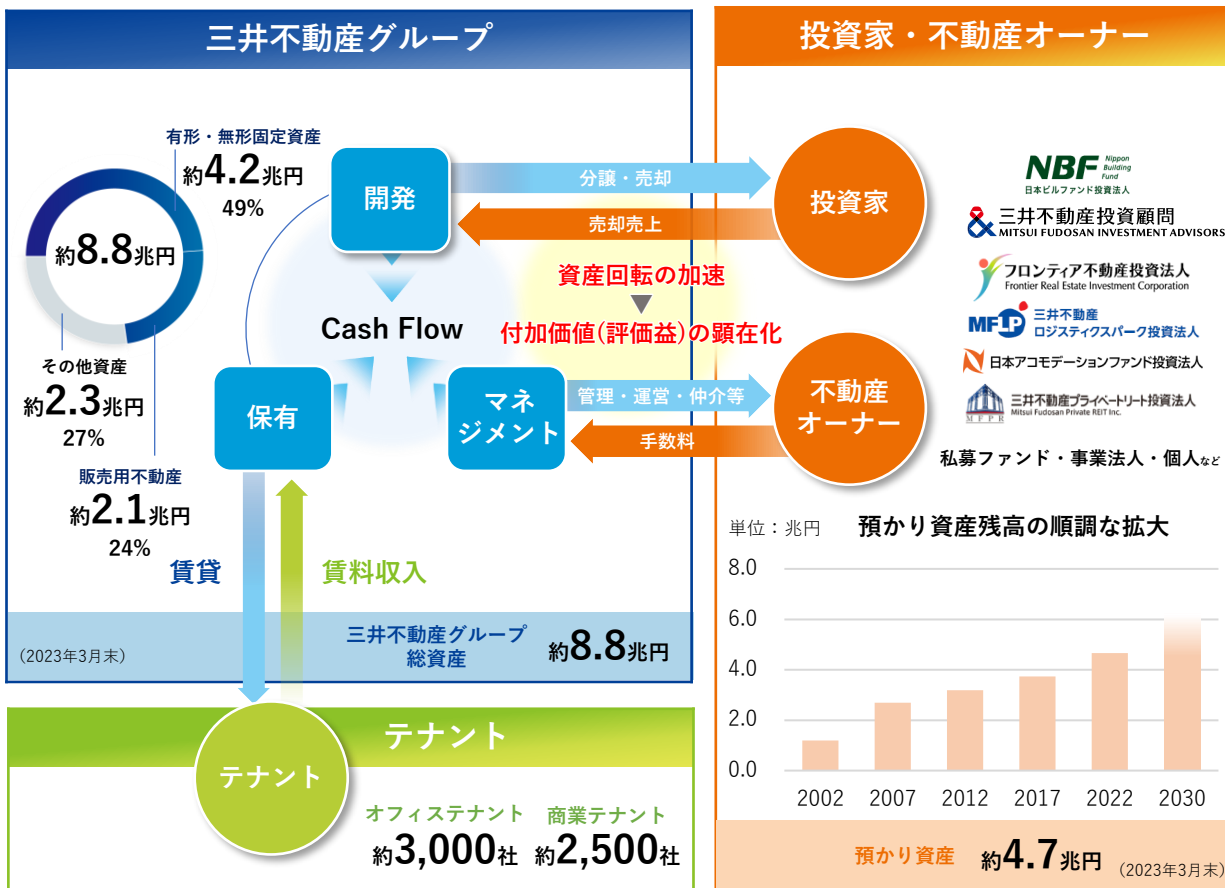 三井不動産グループ
有形・無形固定資産
約4.2兆円
49%
約8.8兆円
その他資産
約2.3兆円
27%
販売用不動産
約2.1兆円
24%
開発
Cash Flow
保有
マネ
ジメント
分譲・売却
売却売上
資産回転の加速
付加価値(評価益)の顕在化
管理・運営・仲介等
手数料
賃貸
賃料収入
(2023年3月末)
三井不動産グループ
総資産
約8.8兆円
テナント
テナント
オフィステナント
約3,000社
商業テナント
約2,500社
投資家・不動産オーナー
投資家
不動産
オーナー
NBF Nippon
Building
Fund
日本ビルファンド投資法人
三井不動産投資顧問
MITSUI FUDOSAN INVESTMENT ADVISORS
フロンティア不動産投資法人
Frontier Real Estate Investment Corporation
MFLP
三井不動産
ロジスティクスパーク投資法人
日本アコモデーションファンド投資法人
MFPR
三井不動産プライベートリート投資法人
Mitsui Fudosan Private REIT Inc.
私募ファンド・事業法人・個人など
単位：兆円
預かり資産残高の順調な拡大
8.0
6.0
4.0
2.0
0.0
2002 2007 2012 2017 2022 2030
預かり資産 約4.7兆円 (2023年3月末)